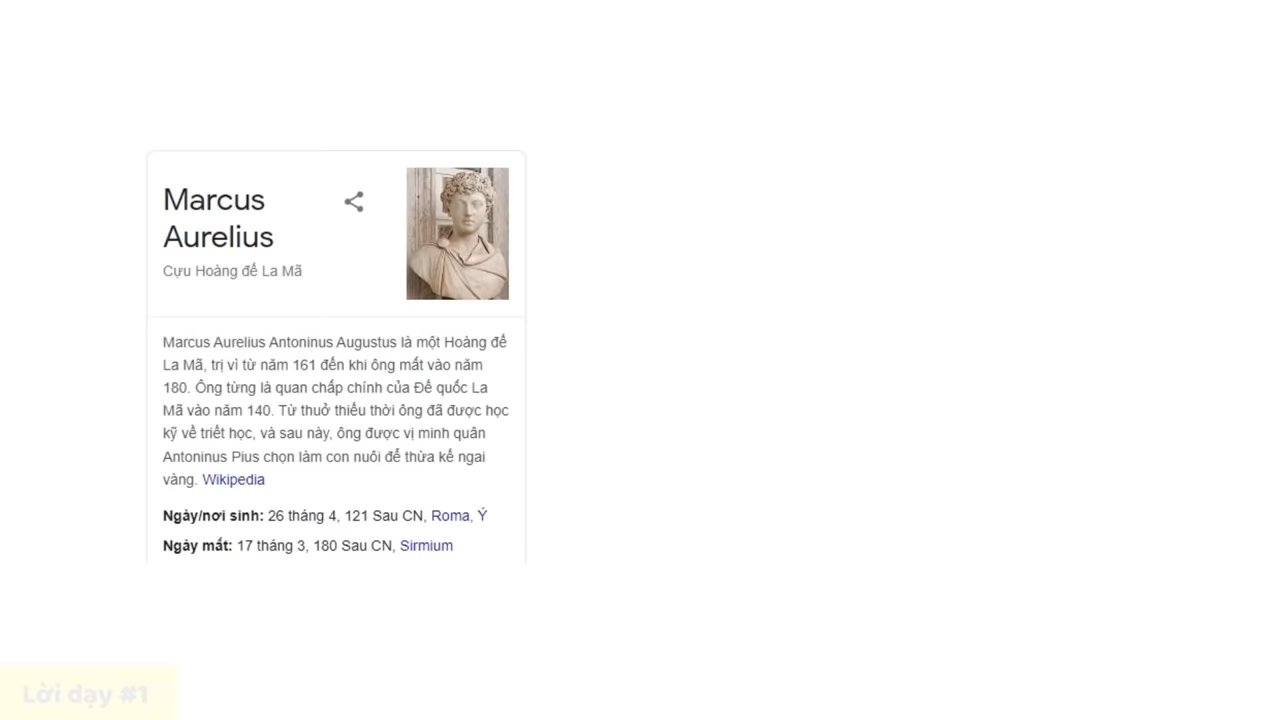 Marcus
Aurelius
Cựu Hoàng đế La Mã
Marcus Aurelius Antoninus Augustus là một Hoàng đế
La Mã, trị vì từ năm 161 đến khi ông mất vào năm
180. Ông từng là quan chấp chính của Đế quốc La
Mã vào năm 140. Từ thuở thiếu thời ông đã được học
kỹ về triết học, và sau này, ông được vị minh quân
Antoninus Pius chọn làm con nuôi để thừa kế ngai
vàng. Wikipedia
Ngày/nơi sinh: 26 tháng 4, 121 Sau CN, Roma, Ý
Ngày mất: 17 tháng 3, 180 Sau CN, Sirmium
Lời dạy #1